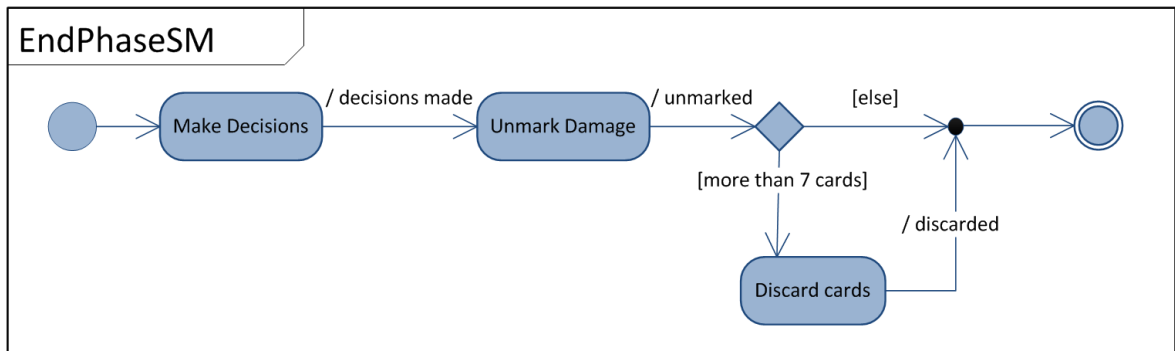 EndPhaseSM
/ decisions made
/ unmarked
[else]
Make Decisions
Unmark Damage
[more than 7 cards]
/ discarded
Discard cards